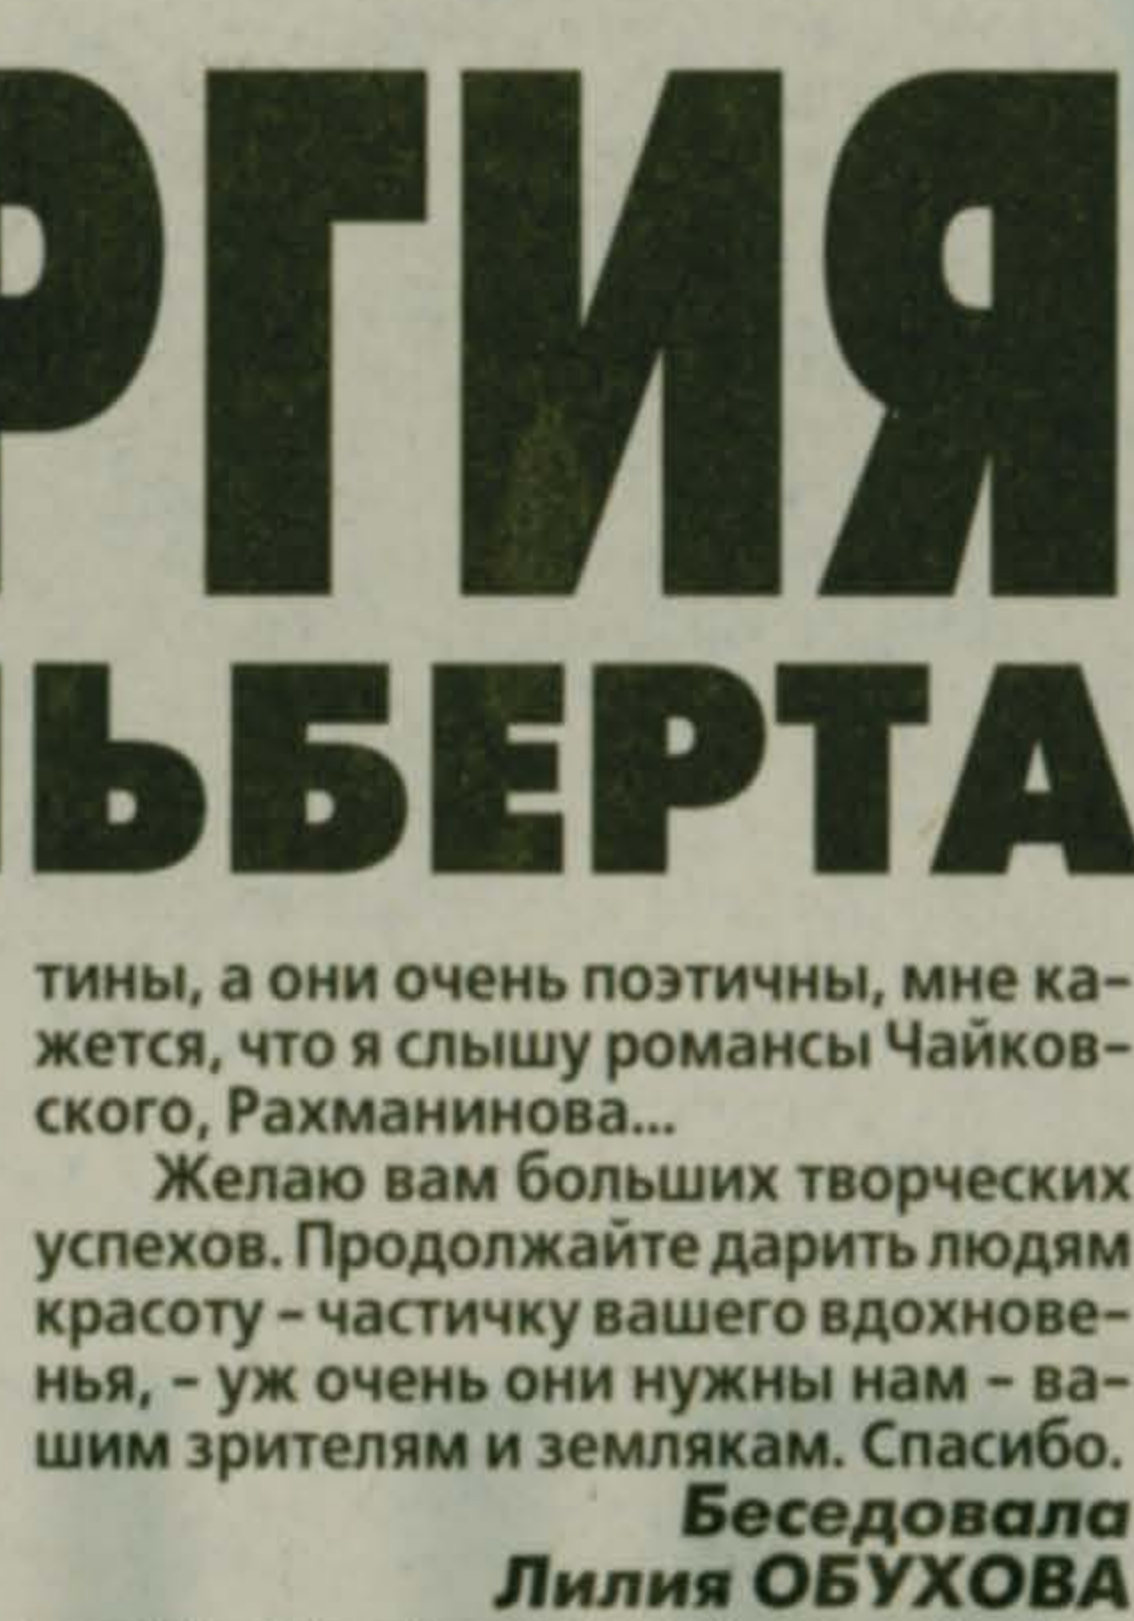 РГИЯ
ЬБЕРТА
тины, а они очень поэтичны, мне ка-
жется, что я слышу романсы Чайков-
ского, Рахманинова...
Желаю вам больших творческих
успехов. Продолжайте дарить людям
красоту – частичку вашего вдохнове-
нья, – уж очень они нужны нам – ва-
шим зрителям и землякам. Спасибо.
Беседовала
Лилия ОБУХОВА